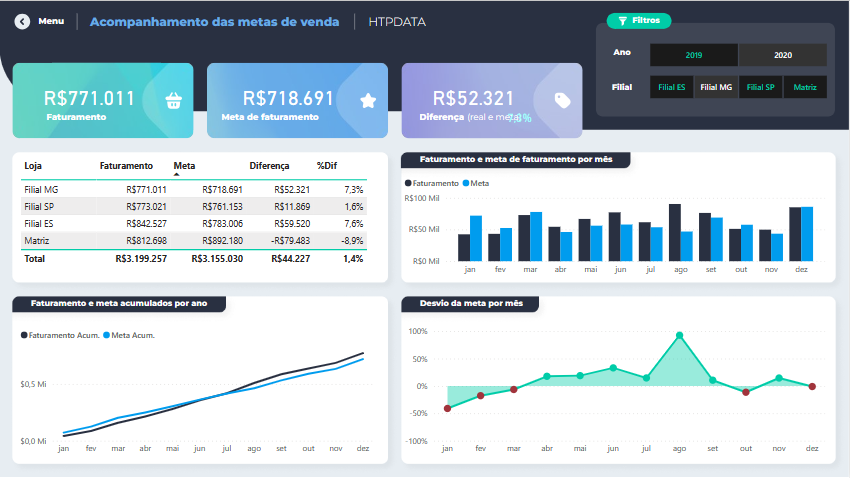 Menu
Acompanhamento das metas de venda
HTPDATA
Filtros
Ano
2019
2020
Filial
Filial ES
Filial MG
Filial SP
Matriz
R$771.011
Faturamento
R$718.691
Meta de faturamento
R$52.321
Diferença (real e meta)
7,3%
Loja Faturamento Meta Diferença %Dif
Filial MG R$771.011 R$718.691 R$52.321 7,3%
Filial SP R$773.021 R$761.153 R$11.869 1,6%
Filial ES R$842.527 R$783.006 R$59.520 7,6%
Matriz R$812.698 R$892.180 -R$79.483 -8,9%
Total R$3.199.257 R$3.155.030 R$44.227 1,4%
Faturamento e meta de faturamento por mês
Faturamento Meta
R$100 Mil
R$50 Mil
R$0 Mil
jan fev mar abr mai jun jul ago set out nov dez
Faturamento e meta acumulados por ano
Faturamento Acum. Meta Acum.
$0,5 Mi
$0,0 Mi
jan fev mar abr mai jun jul ago set out nov dez
Desvio da meta por mês
100%
50%
0%
-50%
-100%
jan fev mar abr mai jun jul ago set out nov dez